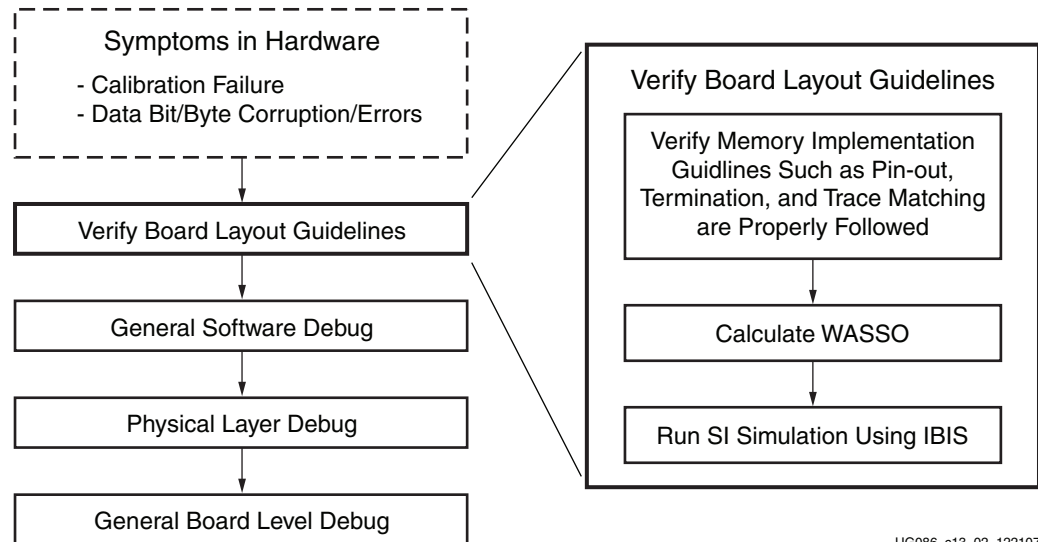 Symptoms in Hardware
- Calibration Failure
- Data Bit/Byte Corruption/Errors
Verify Board Layout Guidelines
General Software Debug
Physical Layer Debug
General Board Level Debug
Verify Board Layout Guidelines
Verify Memory Implementation
Guidlines Such as Pin-out,
Termination, and Trace Matching
are Properly Followed
Calculate WASSO
Run SI Simulation Using IBIS
UG086_c13_02_122107